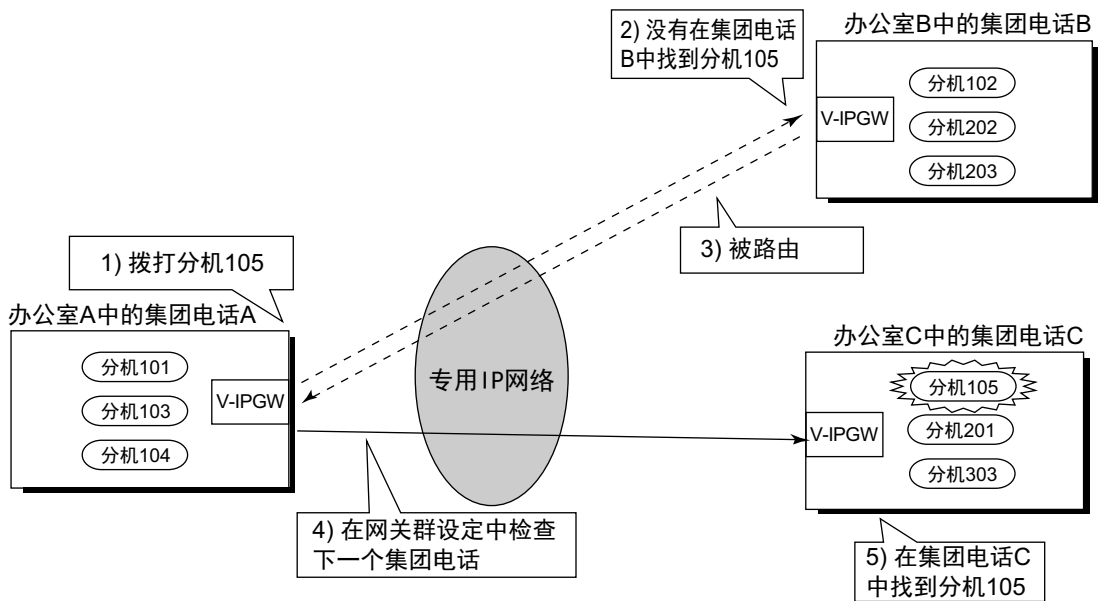 办公室B中的集团电话B
2) 没有在集团电话
B中找到分机105
分机102
V-IPGW
分机202
分机203
3) 被路由
1) 拨打分机105
办公室A中的集团电话A
分机101
V-IPGW
分机103
分机104
专用IP网络
办公室C中的集团电话C
分机105
V-IPGW
分机201
分机303
4) 在网关群设定中检查
下一个集团电话
5) 在集团电话C
中找到分机105